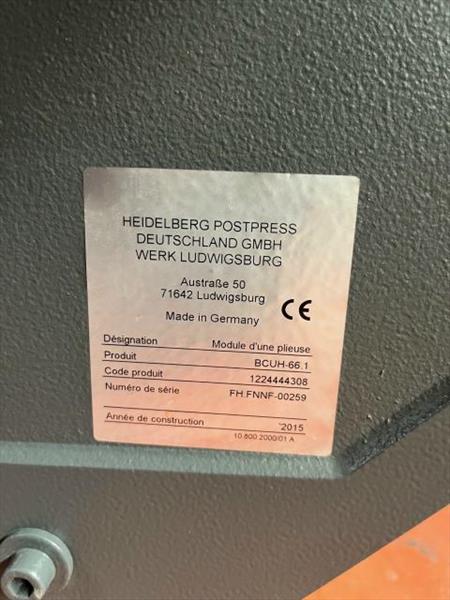 HEIDELBERG POSTPRESS
DEUTSCHLAND GMBH
WERK LUDWIGSBURG
Austraße 50
71642 Ludwigsburg
Made in Germany CE
Désignation Module d'une plieuse
Produit BCUH-66.1
Code produit 1224444308
Numéro de série FH.FNNF-00259
Année de construction '2015
10 800 2000/01 A